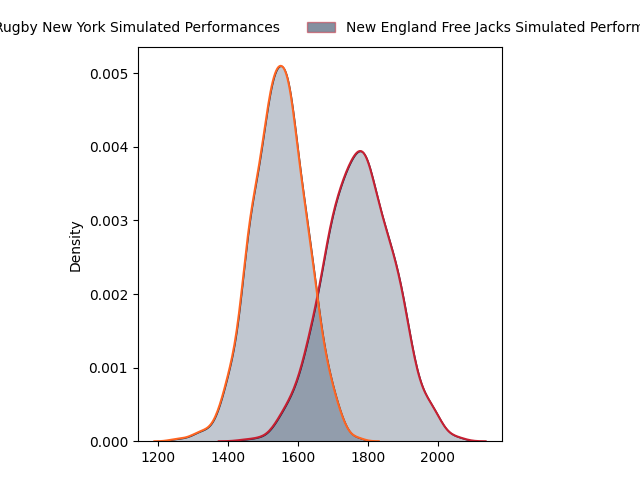 Rugby New York Simulated Performances New England Free Jacks Simulated Perform
0.005
0.004
0.003
0.002
0.001
0.000
Density
1200 1400 1600 1800 2000